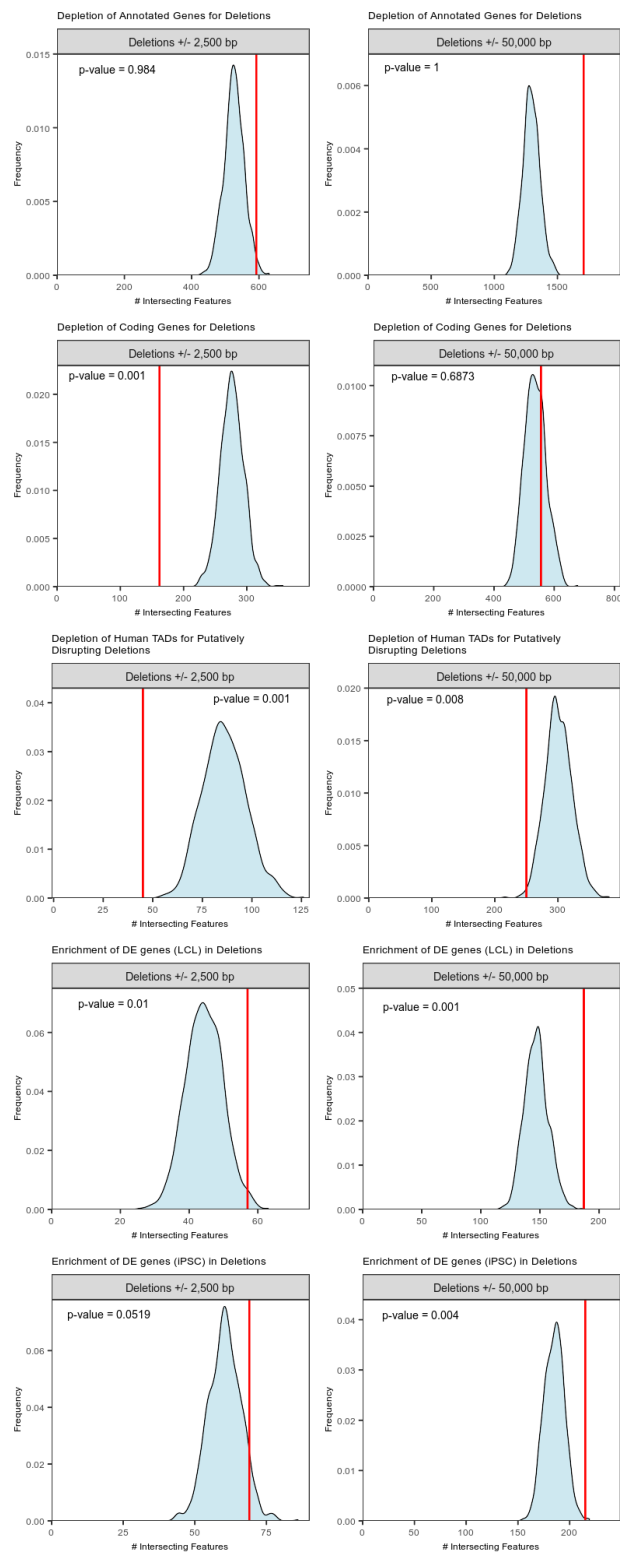 Depletion of Annotated Genes for Deletions
Deletions +/- 2,500 bp
p-value = 0.984
0.015
0.010
0.005
0.000
Frequency
0 200 400 600
# Intersecting Features
Depletion of Annotated Genes for Deletions
Deletions +/- 50,000 bp
p-value = 1
0.006
0.004
0.002
0.000
Frequency
0 500 1000 1500
# Intersecting Features
Depletion of Coding Genes for Deletions
Deletions +/- 2,500 bp
p-value = 0.001
0.020
0.015
0.010
0.005
0.000
Frequency
0 100 200 300
# Intersecting Features
Depletion of Coding Genes for Deletions
Deletions +/- 50,000 bp
p-value = 0.6873
0.0100
0.0075
0.0050
0.0025
0.0000
Frequency
0 200 400 600 800
# Intersecting Features
Depletion of Human TADs for Putatively
Disrupting Deletions
Deletions +/- 2,500 bp
p-value = 0.001
0.04
0.03
0.02
0.01
0.00
Frequency
0 25 50 75 100 125
# Intersecting Features
Depletion of Human TADs for Putatively
Disrupting Deletions
Deletions +/- 50,000 bp
p-value = 0.008
0.020
0.015
0.010
0.005
0.000
Frequency
0 100 200 300
# Intersecting Features
Enrichment of DE genes (LCL) in Deletions
Deletions +/- 2,500 bp
p-value = 0.01
0.06
0.04
0.02
0.00
Frequency
0 20 40 60
# Intersecting Features
Enrichment of DE genes (LCL) in Deletions
Deletions +/- 50,000 bp
p-value = 0.001
0.05
0.04
0.03
0.02
0.01
0.00
Frequency
0 50 100 150 200
# Intersecting Features
Enrichment of DE genes (iPSC) in Deletions
Deletions +/- 2,500 bp
p-value = 0.0519
0.06
0.04
0.02
0.00
Frequency
0 25 50 75
# Intersecting Features
Enrichment of DE genes (iPSC) in Deletions
Deletions +/- 50,000 bp
p-value = 0.004
0.04
0.03
0.02
0.01
0.00
Frequency
0 50 100 150 200
# Intersecting Features